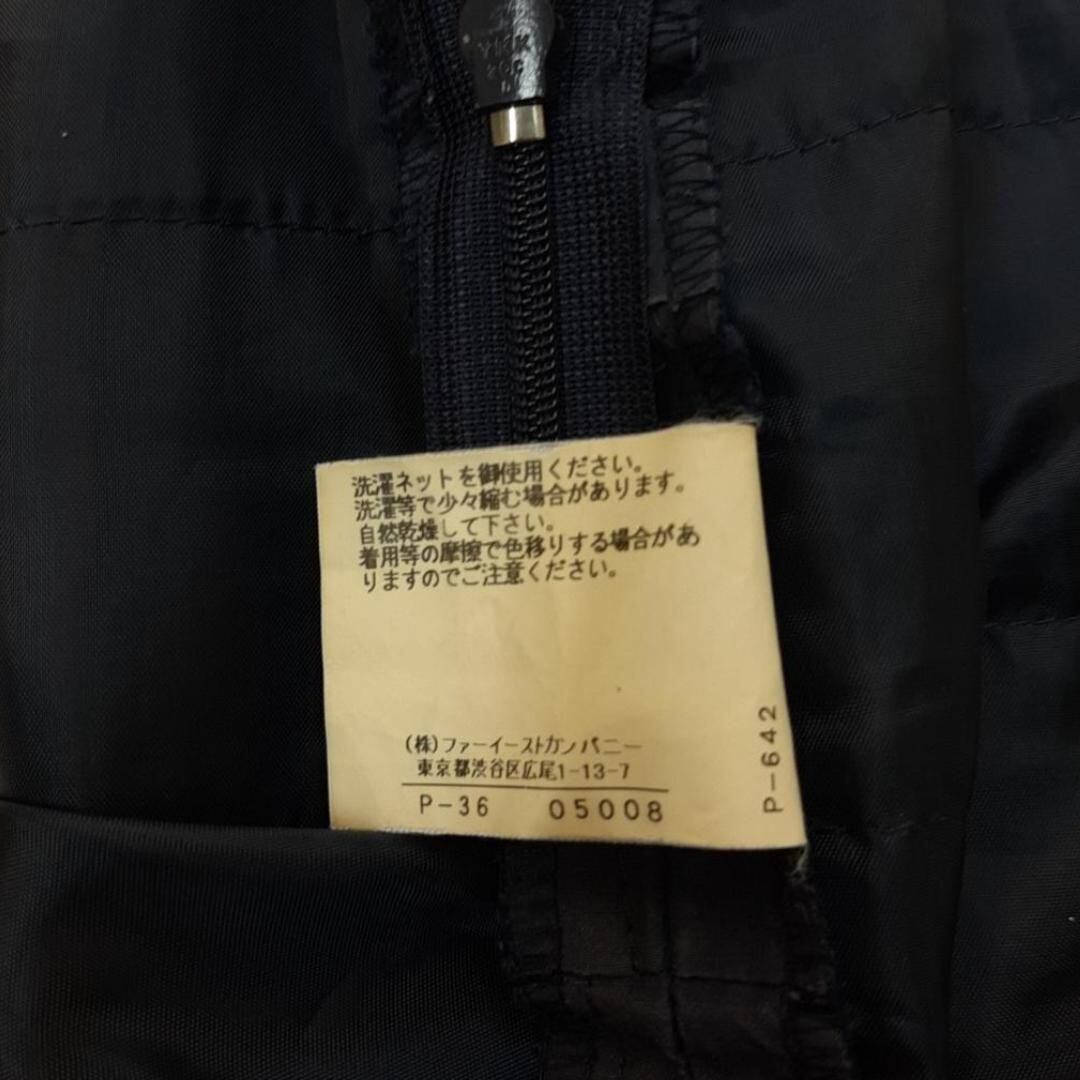 YKK
洗濯ネットを御使用ください。
洗濯等で少々縮む場合があります。
自然乾燥して下さい。
着用等の摩擦で色移りする場合があ
りますのでご注意ください。
(株)ファーイーストカンパニー
東京都渋谷区広尾1-13-7
P-36 05008
P-642